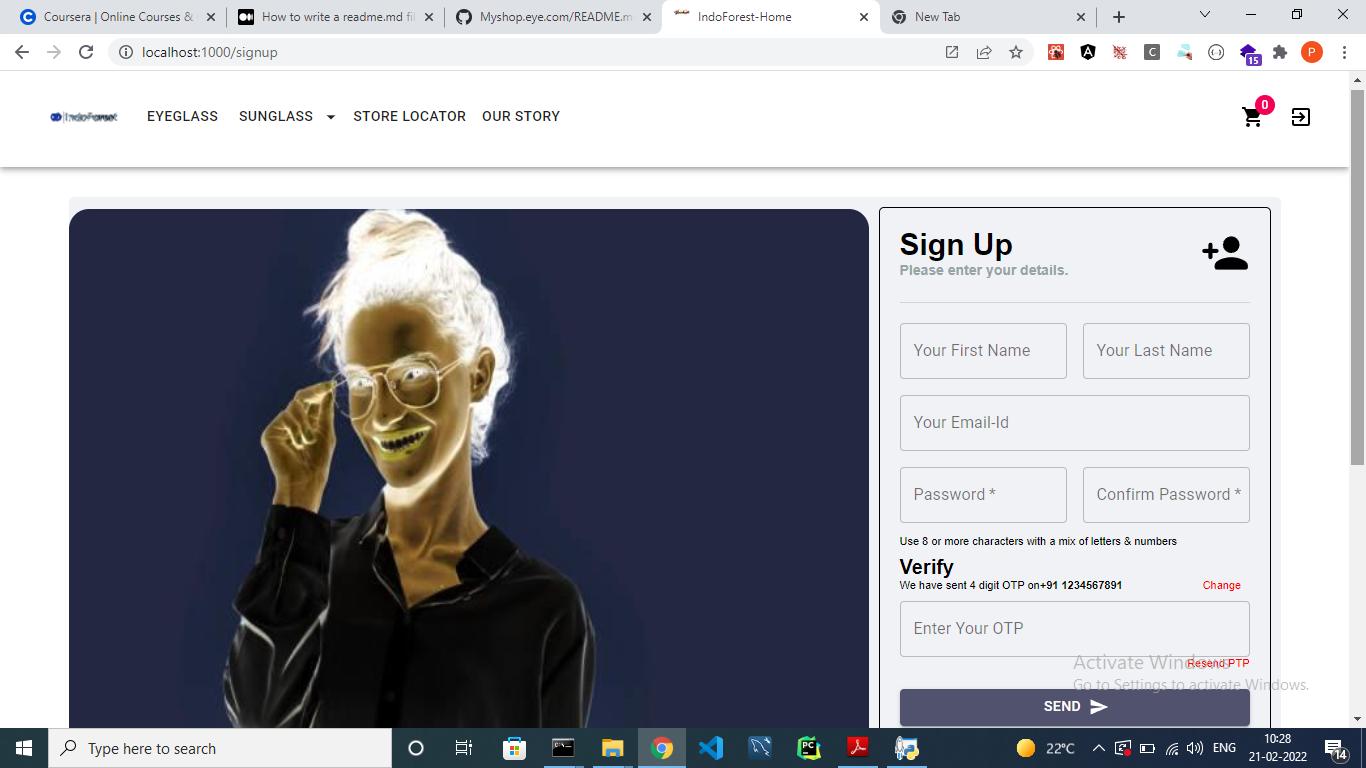 Coursera | Online Courses &
How to write a readme.md fil
Myshop.eye.com/README.m
IndoForest-Home
New Tab
localhost:1000/signup
15
P
IndoForest
EYEGLASS
SUNGLASS
STORE LOCATOR
OUR STORY
0
Sign Up
Please enter your details.
Your First Name
Your Last Name
Your Email-Id
Password *
Confirm Password *
Use 8 or more characters with a mix of letters & numbers
Verify
We have sent 4 digit OTP on+91 1234567891
Change
Enter Your OTP
Resend PTP
Activate Windows
Go to Settings to activate Windows.
SEND
Type here to search
22°C
ENG
10:28
21-02-2022
14